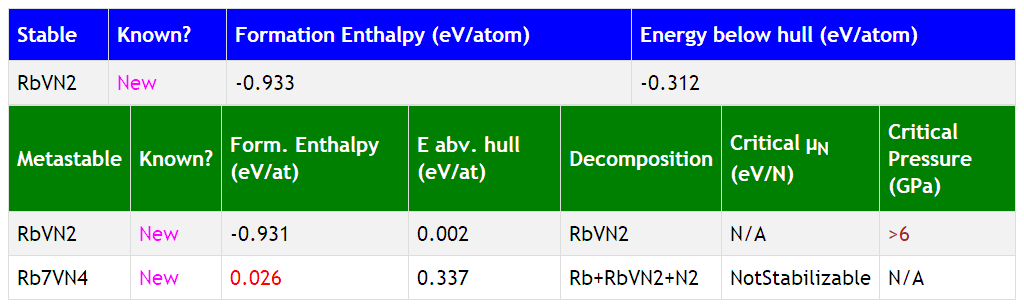 Stable Known? Formation Enthalpy (eV/atom) Energy below hull (eV/atom)
RbVN2 New -0.933 -0.312
Metastable Known? Form. Enthalpy (eV/at) E abv. hull (eV/at) Decomposition Critical μN (eV/N) Critical Pressure (GPa)
RbVN2 New -0.931 0.002 RbVN2 N/A >6
Rb7VN4 New 0.026 0.337 Rb+RbVN2+N2 NotStabilizable N/A